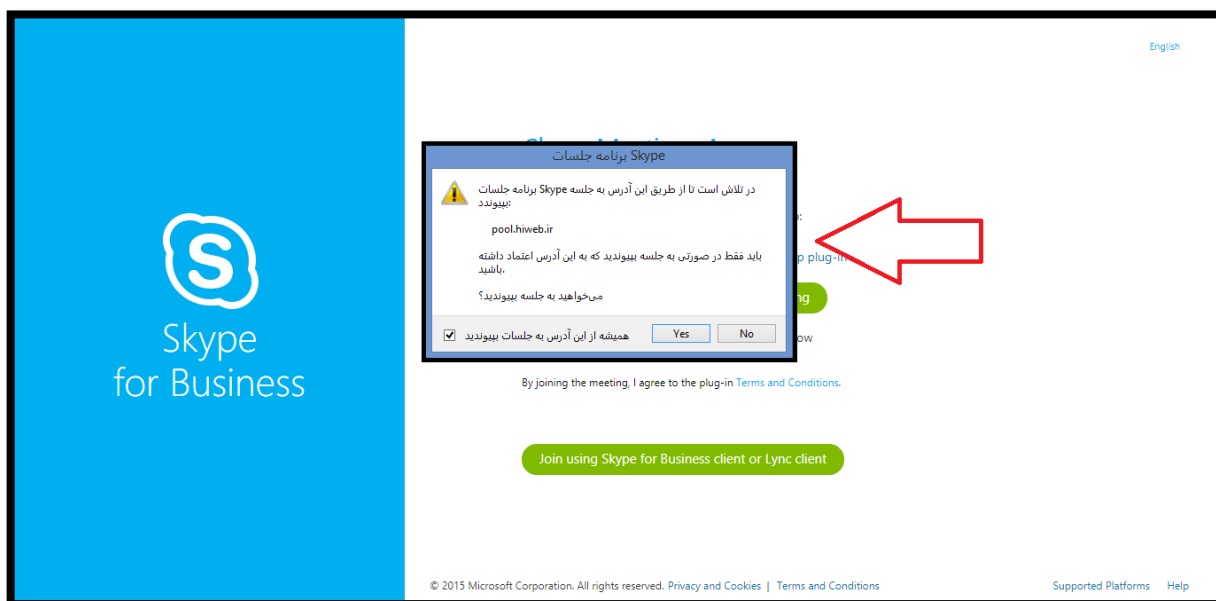 English
Skype برنامه جلسات
در تلاش است تا از طریق این آدرس به جلسه Skype برنامه جلسات
بپیوندد:
pool.hiweb.ir
باید فقط در صورتی به جلسه بپیوندید که به این آدرس اعتماد داشته
باشید.
می‌خواهید به جلسه بپیوندید؟
همیشه از این آدرس به جلسات بپیوندید
Yes
No
plug-in
Skype
for Business
By joining the meeting, I agree to the plug-in Terms and Conditions.
Join using Skype for Business client or Lync client
© 2015 Microsoft Corporation. All rights reserved. Privacy and Cookies | Terms and Conditions
Supported Platforms Help